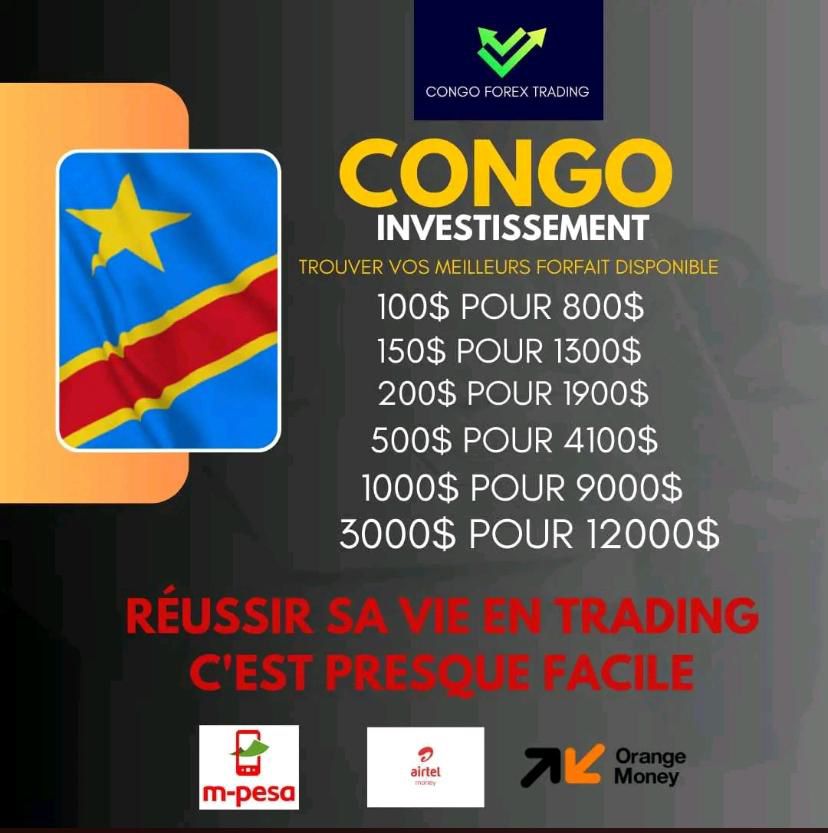 CONGO FOREX TRADING
CONGO
INVESTISSEMENT
TROUVER VOS MEILLEURS FORFAIT DISPONIBLE
100$ POUR 800$
150$ POUR 1300$
200$ POUR 1900$
500$ POUR 4100$
1000$ POUR 9000$
3000$ POUR 12000$
RÉUSSIR SA VIE EN TRADING
C'EST PRESQUE FACILE
m-pesa
airtel
money
Orange
Money